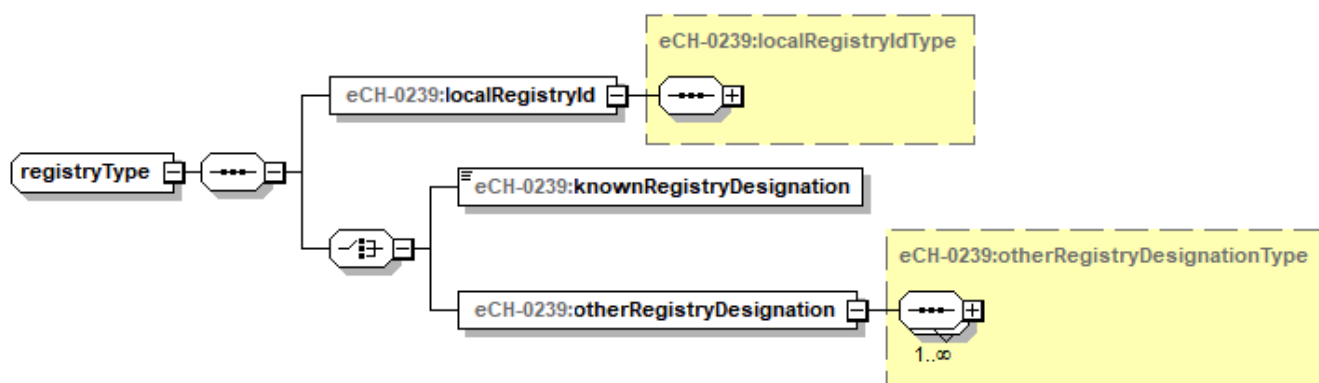 eCH-0239:localRegistryIdType
eCH-0239:localRegistryId
registryType
eCH-0239:knownRegistryDesignation
eCH-0239:otherRegistryDesignationType
eCH-0239:otherRegistryDesignation
1..∞